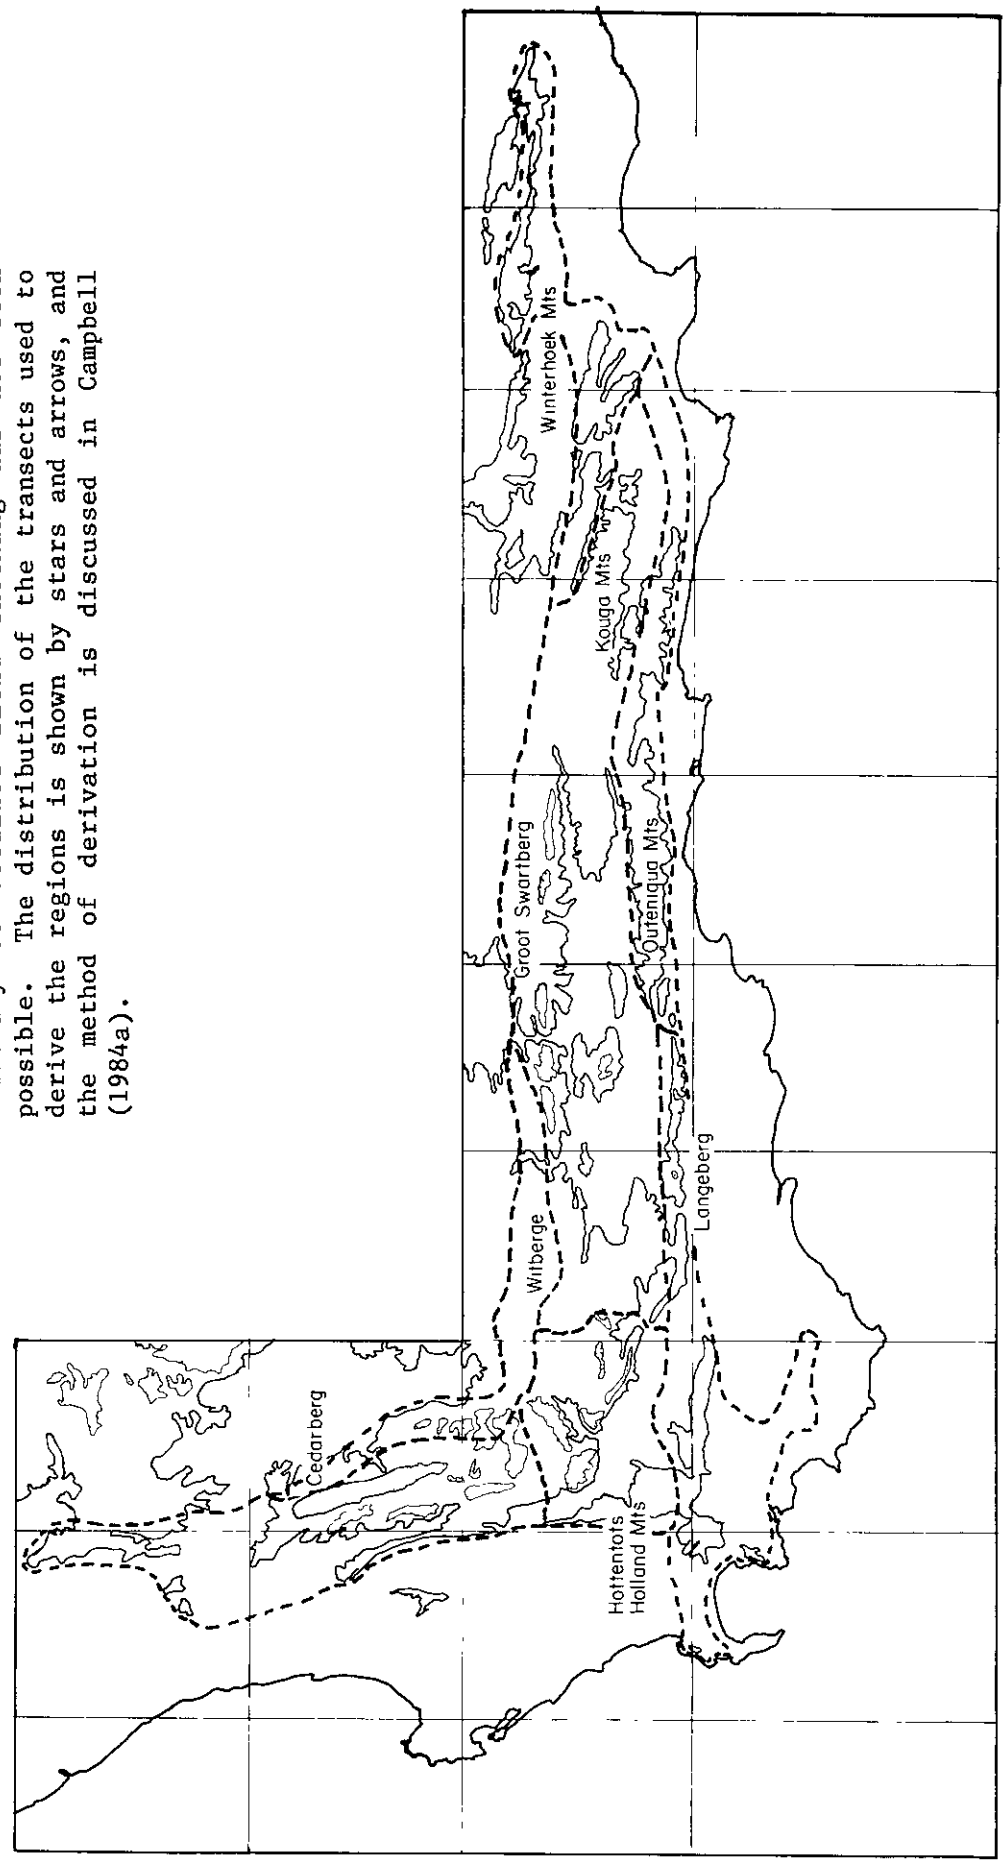 possible. The distribution of the transects used to
derive the regions is shown by stars and arrows, and
the method of derivation is discussed in Campbell
(1984a).
Cedarberg
Witberge
Groot Swartberg
Winterhoek Mts
Kouga Mts
Outeniqua Mts
Langeberg
Hottentots
Holland Mts